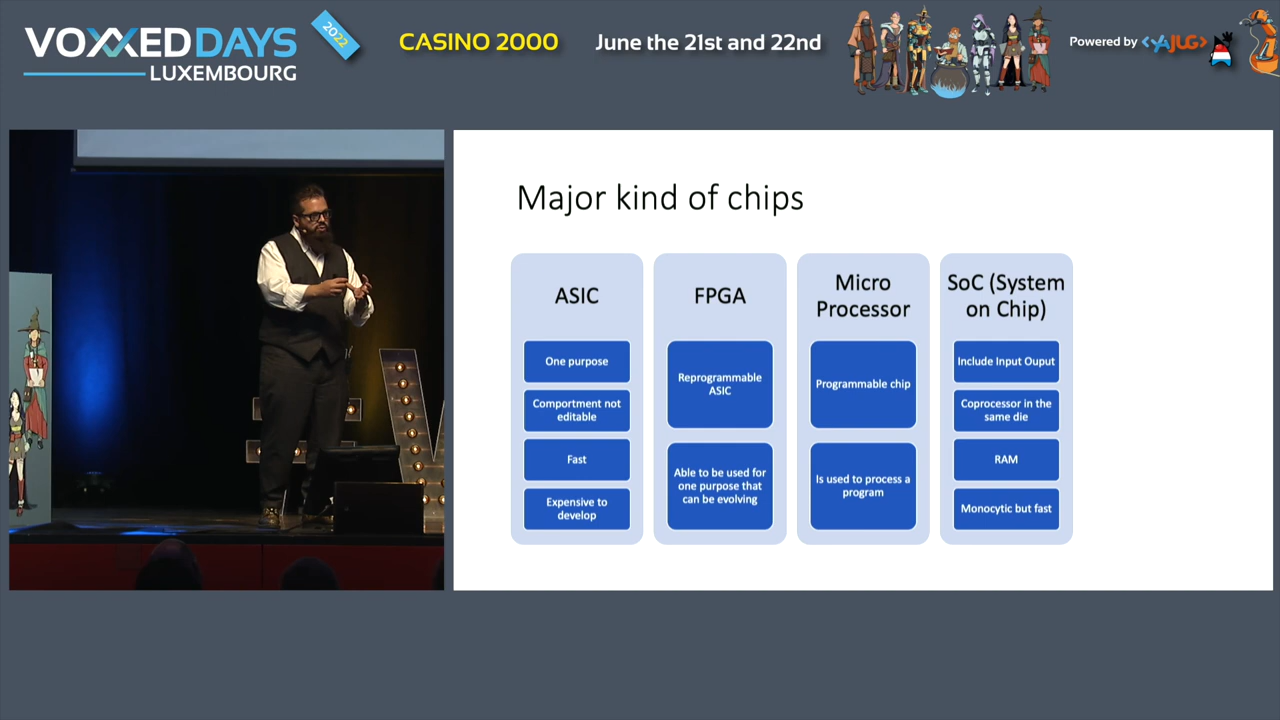 VOXXEDDAYS
LUXEMBOURG
2022
CASINO 2000
June the 21st and 22nd
Powered by <YAJUG>
Major kind of chips
ASIC
One purpose
Comportment not
editable
Fast
Expensive to
develop
FPGA
Reprogrammable
ASIC
Able to be used for
one purpose that
can be evolving
Micro
Processor
Programmable chip
Is used to process a
program
SoC (System
on Chip)
Include Input Ouput
Coprocessor in the
same die
RAM
Monocytic but fast